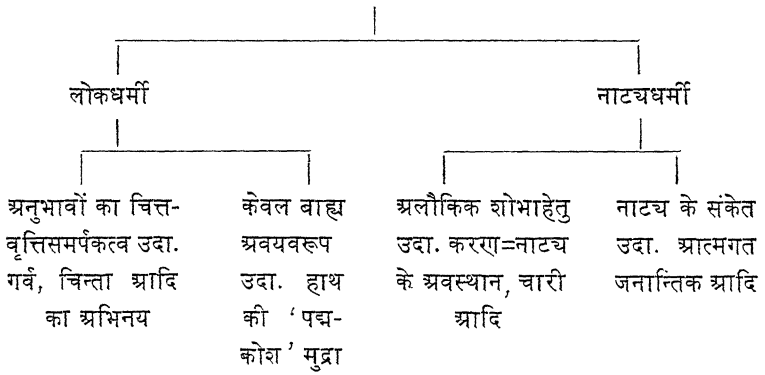 लोकधर्मी
नाट्यधर्मी
अनुभावों का चित्त-
वृत्तिसमर्पकत्व उदा.
गर्व, चिन्ता आदि
का अभिनय
केवल बाह्य
अवयवरूप
उदा. हाथ
की 'पद्म-
कोश' मुद्रा
अलौकिक शोभाहेतु
उदा. करण=नाट्य
के अवस्थान, चारी
आदि
नाट्य के संकेत
उदा. आत्मगत
जनान्तिक आदि